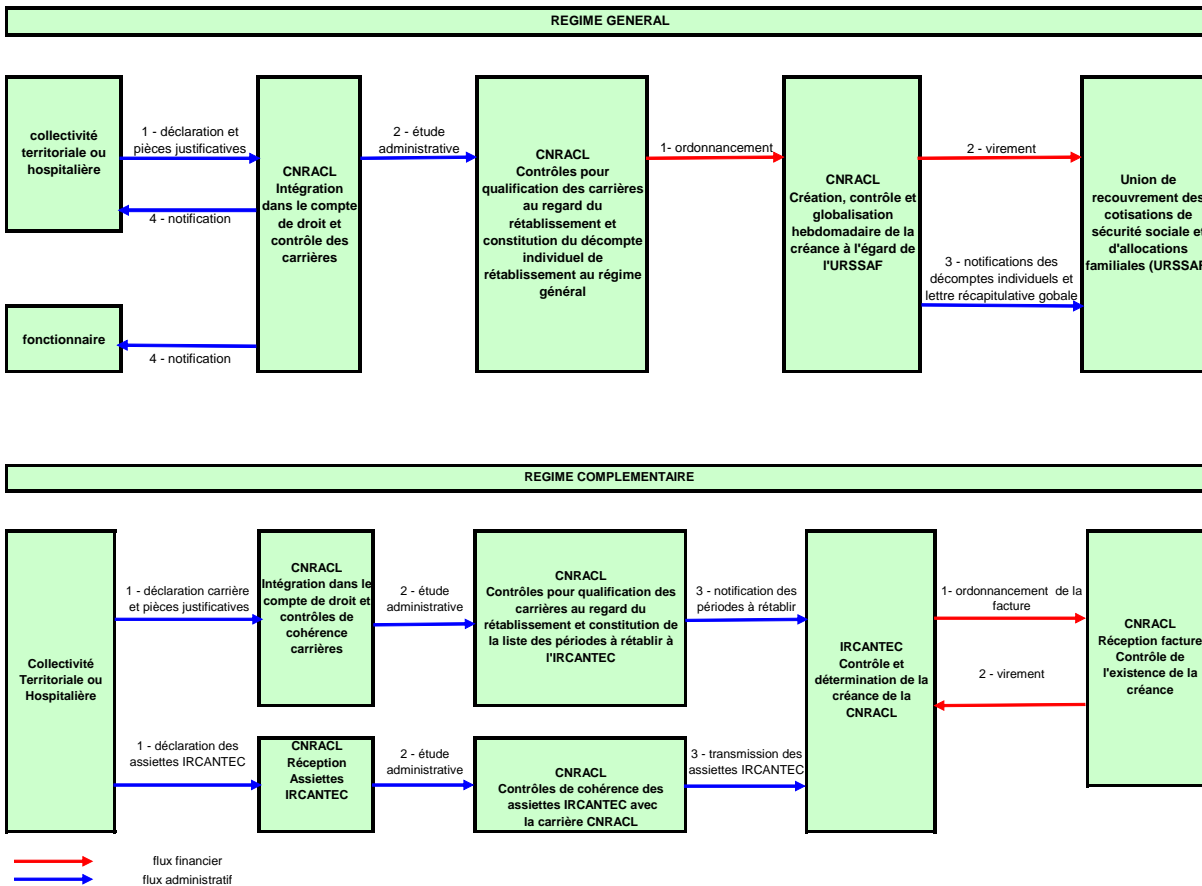 REGIME GENERAL
collectivité
territoriale ou
hospitalière
1 - déclaration et
pièces justificatives
4 - notification
fonctionnaire
4 - notification
CNRACL
Intégration
dans le compte
de droit et
contrôle des
carrières
2 - étude
administrative
CNRACL
Contrôles pour
qualification des carrières
au regard du
rétablissement et
constitution du décompte
individuel de
rétablissement au régime
général
1- ordonnancement
CNRACL
Création, contrôle et
globalisation
hebdomadaire de la
créance à l'égard de
l'URSSAF
2 - virement
3 - notifications des
décomptes individuels et
lettre récapitulative gobale
Union de
recouvrement des
cotisations de
sécurité sociale et
d'allocations
familiales (URSSAF
REGIME COMPLEMENTAIRE
Collectivité
Territoriale ou
Hospitalière
1 - déclaration carrière
et pièces justificatives
1 - déclaration des
assiettes IRCANTEC
CNRACL
Intégration dans le
compte de droit et
contrôles de
cohérence
carrières
CNRACL
Réception
Assiettes
IRCANTEC
2 - étude
administrative
2 - étude
administrative
CNRACL
Contrôles pour qualification des
carrières au regard du
rétablissement et constitution de
la liste des périodes à rétablir à
l'IRCANTEC
CNRACL
Contrôles de cohérence des
assiettes IRCANTEC avec
la carrière CNRACL
3 - notification des
périodes à rétablir
3 - transmission des
assiettes IRCANTEC
IRCANTEC
Contrôle et
détermination de la
créance de la
CNRACL
1- ordonnancement de la
facture
2 - virement
CNRACL
Réception facture
Contrôle de
l'existence de la
créance
flux financier
flux administratif